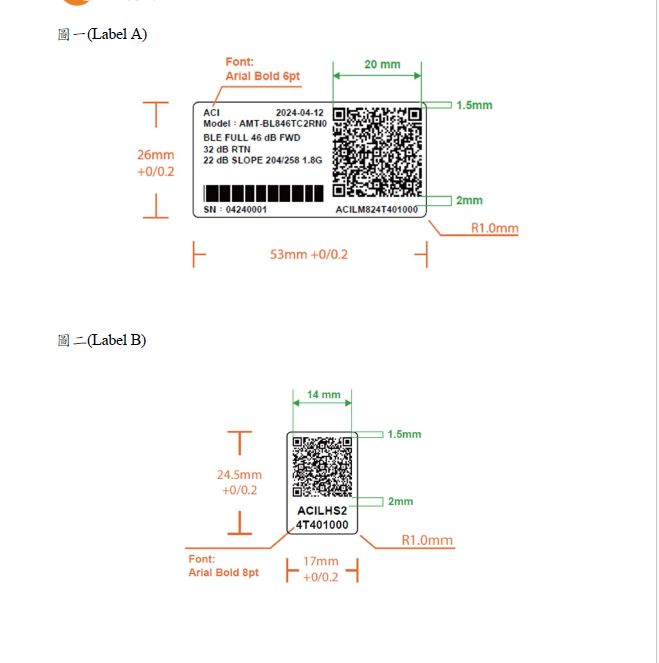 圖一(Label A)
Font:
Arial Bold 6pt
20 mm
1.5mm
ACI 2024-04-12
Model : AMT-BL846TC2RN0
BLE FULL 46 dB FWD
32 dB RTN
22 dB SLOPE 204/258 1.8G
26mm
+0/0.2
2mm
SN : 04240001 ACILM824T401000
R1.0mm
53mm +0/0.2
圖二(Label B)
14 mm
1.5mm
24.5mm
+0/0.2
2mm
ACILHS2
4T401000
R1.0mm
Font:
Arial Bold 8pt
17mm
+0/0.2